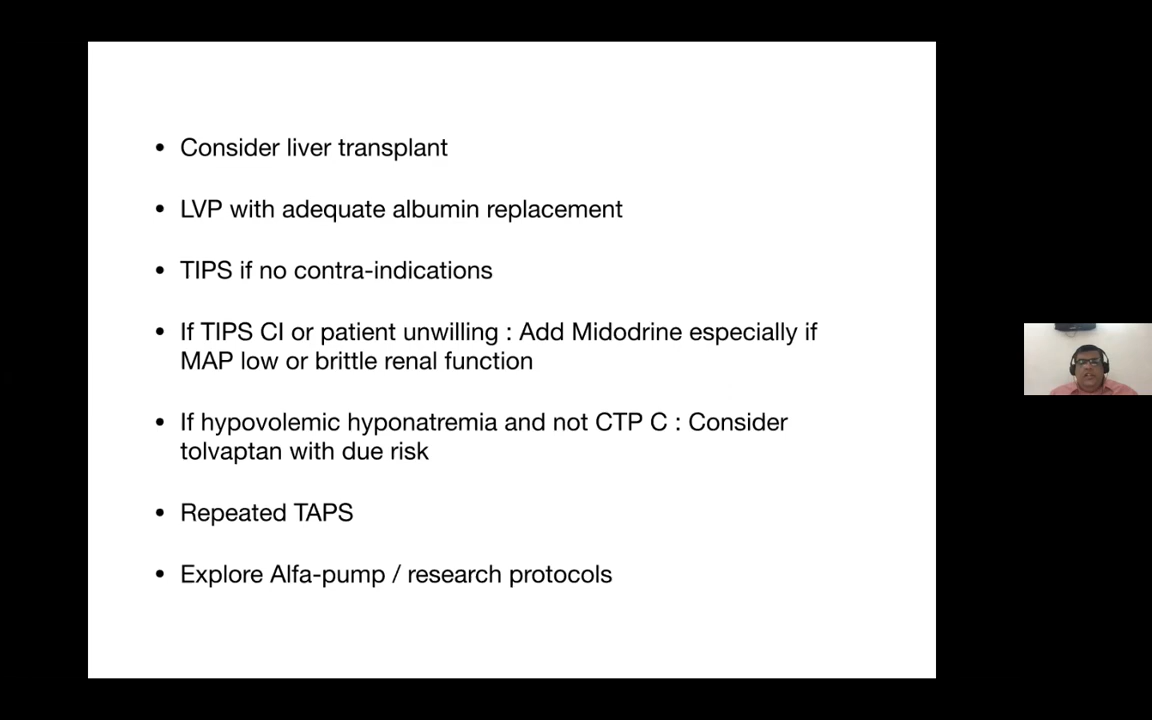 • Consider liver transplant
• LVP with adequate albumin replacement
• TIPS if no contra-indications
• If TIPS CI or patient unwilling : Add Midodrine especially if
MAP low or brittle renal function
• If hypovolemic hyponatremia and not CTP C : Consider
tolvaptan with due risk
• Repeated TAPS
• Explore Alfa-pump / research protocols